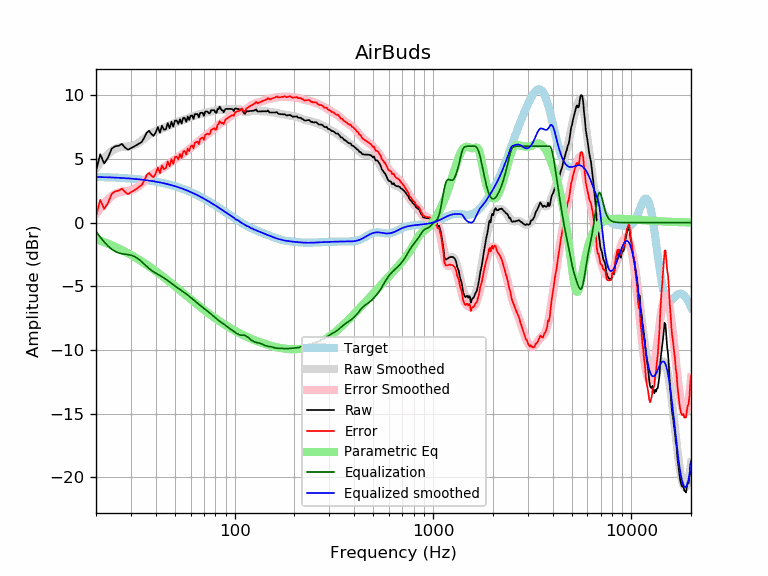 AirBuds
10
5
0
−5
−10
−15
−20
Amplitude (dBr)
Target
Raw Smoothed
Error Smoothed
Raw
Error
Parametric Eq
Equalization
Equalized smoothed
100 1000 10000
Frequency (Hz)